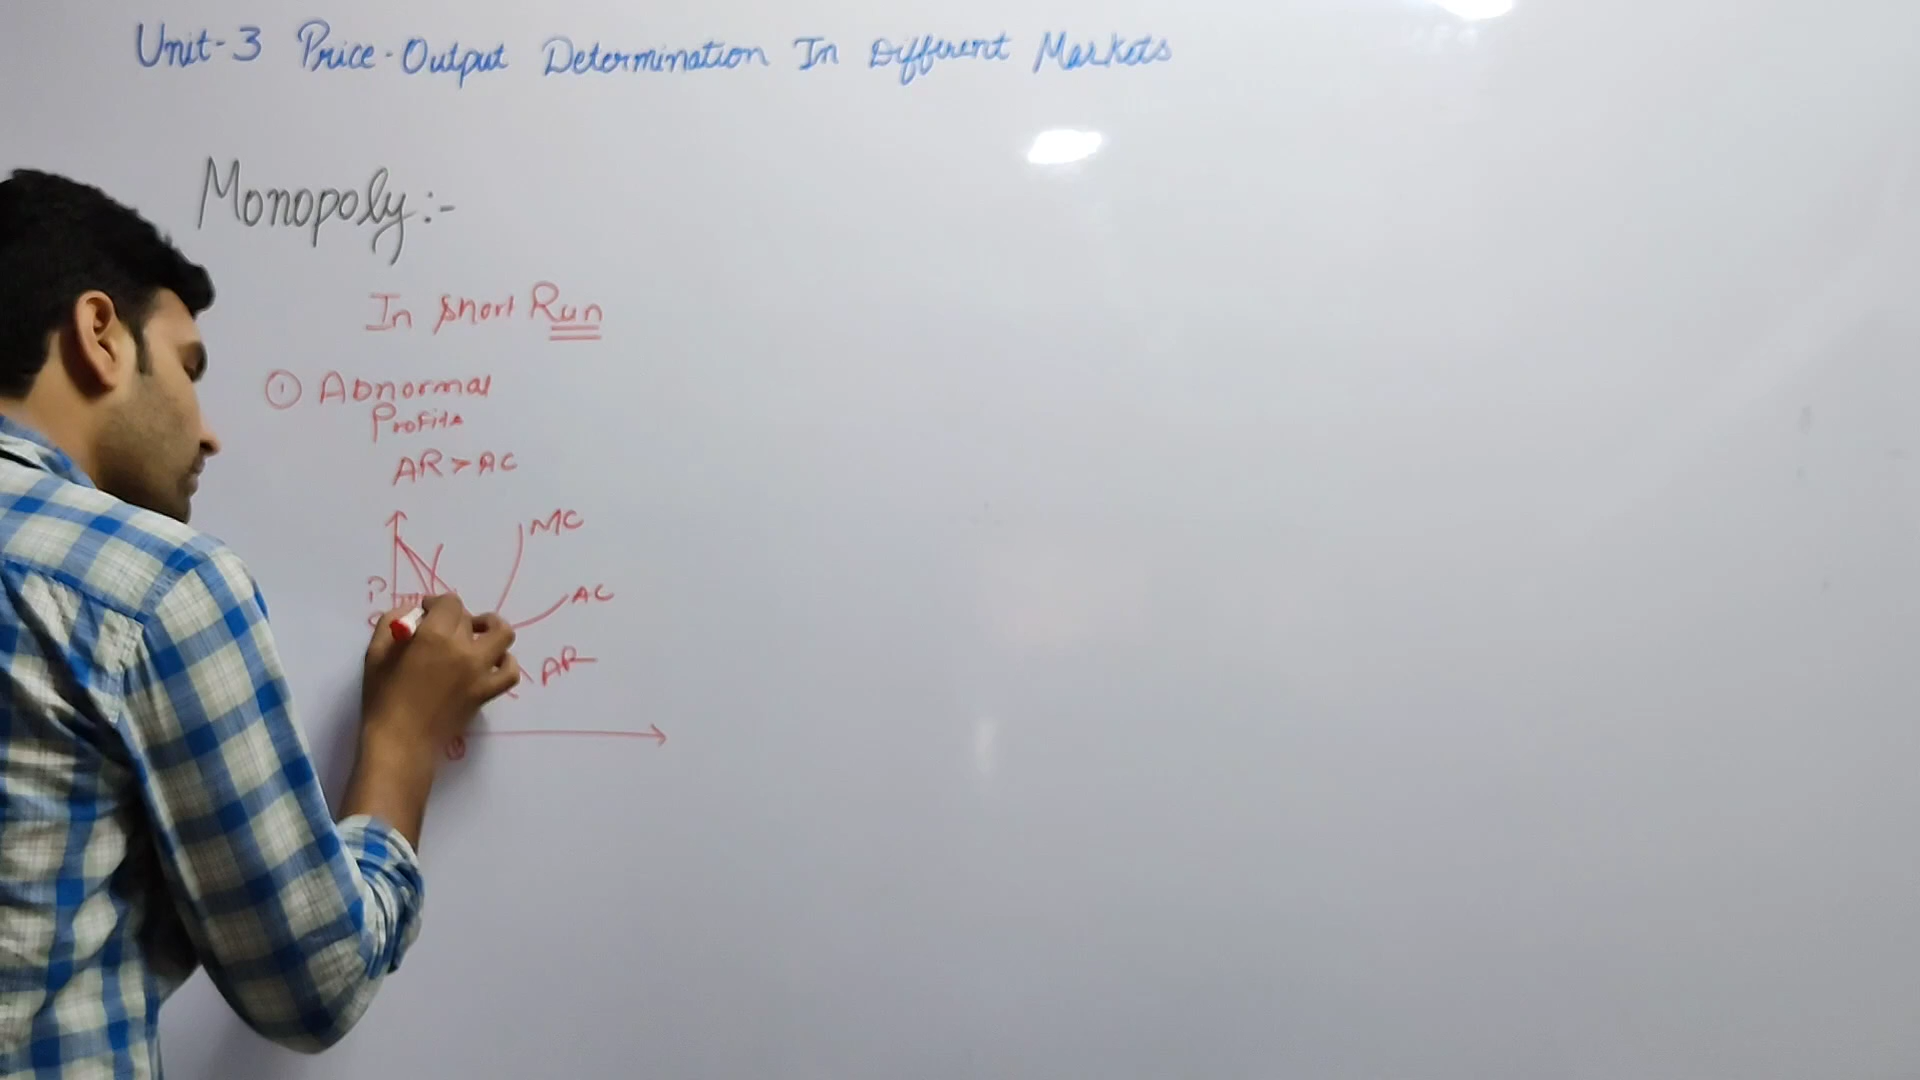 Unit-3 Price-Output Determination In Different Markets
Monopoly:-
In Short Run
① Abnormal
Profits
AR > AC
MC
P
AC
C
AR
Q